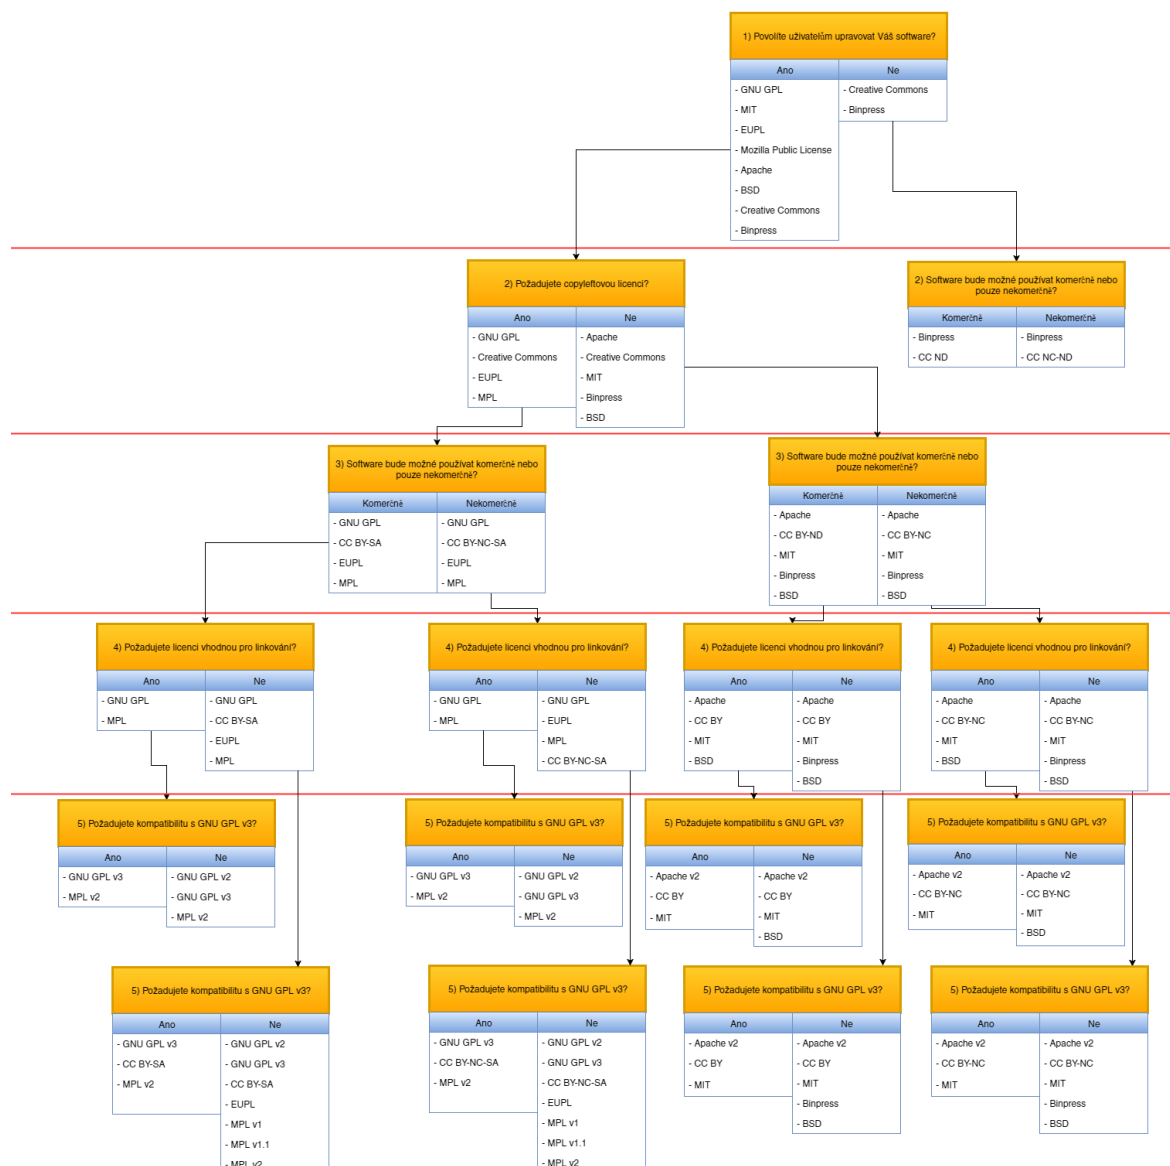 1) Povolíte uživatelům upravovat Váš software?
Ano
Ne
- GNU GPL
- MIT
- EUPL
- Mozilla Public License
- Apache
- BSD
- Creative Commons
- Binpress
- Creative Commons
- Binpress
2) Požadujete copyleftovou licenci?
Ano
Ne
- GNU GPL
- Creative Commons
- EUPL
- MPL
- Apache
- Creative Commons
- MIT
- Binpress
- BSD
2) Software bude možné používat komerčně nebo
pouze nekomerčně?
Komerčně
Nekomerčně
- Binpress
- CC ND
- Binpress
- CC NC-ND
3) Software bude možné používat komerčně nebo
pouze nekomerčně?
Komerčně
Nekomerčně
- GNU GPL
- CC BY-SA
- EUPL
- MPL
- GNU GPL
- CC BY-NC-SA
- EUPL
- MPL
3) Software bude možné používat komerčně nebo
pouze nekomerčně?
Komerčně
Nekomerčně
- Apache
- CC BY-ND
- MIT
- Binpress
- BSD
- Apache
- CC BY-NC
- MIT
- Binpress
- BSD
4) Požadujete licenci vhodnou pro linkování?
Ano
Ne
- GNU GPL
- MPL
- GNU GPL
- CC BY-SA
- EUPL
- MPL
4) Požadujete licenci vhodnou pro linkování?
Ano
Ne
- GNU GPL
- MPL
- GNU GPL
- EUPL
- MPL
- CC BY-NC-SA
4) Požadujete licenci vhodnou pro linkování?
Ano
Ne
- Apache
- CC BY
- MIT
- BSD
- Apache
- CC BY
- MIT
- Binpress
- BSD
4) Požadujete licenci vhodnou pro linkování?
Ano
Ne
- Apache
- CC BY-NC
- MIT
- BSD
- Apache
- CC BY-NC
- MIT
- Binpress
- BSD
5) Požadujete kompatibilitu s GNU GPL v3?
Ano
Ne
- GNU GPL v3
- MPL v2
- GNU GPL v2
- GNU GPL v3
- MPL v2
5) Požadujete kompatibilitu s GNU GPL v3?
Ano
Ne
- GNU GPL v3
- MPL v2
- GNU GPL v2
- GNU GPL v3
- MPL v2
5) Požadujete kompatibilitu s GNU GPL v3?
Ano
Ne
- Apache v2
- CC BY
- MIT
- Apache v2
- CC BY
- MIT
- BSD
5) Požadujete kompatibilitu s GNU GPL v3?
Ano
Ne
- Apache v2
- CC BY-NC
- MIT
- Apache v2
- CC BY-NC
- MIT
- BSD
5) Požadujete kompatibilitu s GNU GPL v3?
Ano
Ne
- GNU GPL v3
- CC BY-SA
- MPL v2
- GNU GPL v2
- GNU GPL v3
- CC BY-SA
- EUPL
- MPL v1
- MPL v1.1
- MPL v2
5) Požadujete kompatibilitu s GNU GPL v3?
Ano
Ne
- GNU GPL v3
- CC BY-NC-SA
- MPL v2
- GNU GPL v2
- GNU GPL v3
- CC BY-NC-SA
- EUPL
- MPL v1
- MPL v1.1
- MPL v2
5) Požadujete kompatibilitu s GNU GPL v3?
Ano
Ne
- Apache v2
- CC BY
- MIT
- Apache v2
- CC BY
- MIT
- Binpress
- BSD
5) Požadujete kompatibilitu s GNU GPL v3?
Ano
Ne
- Apache v2
- CC BY-NC
- MIT
- Apache v2
- CC BY-NC
- MIT
- Binpress
- BSD